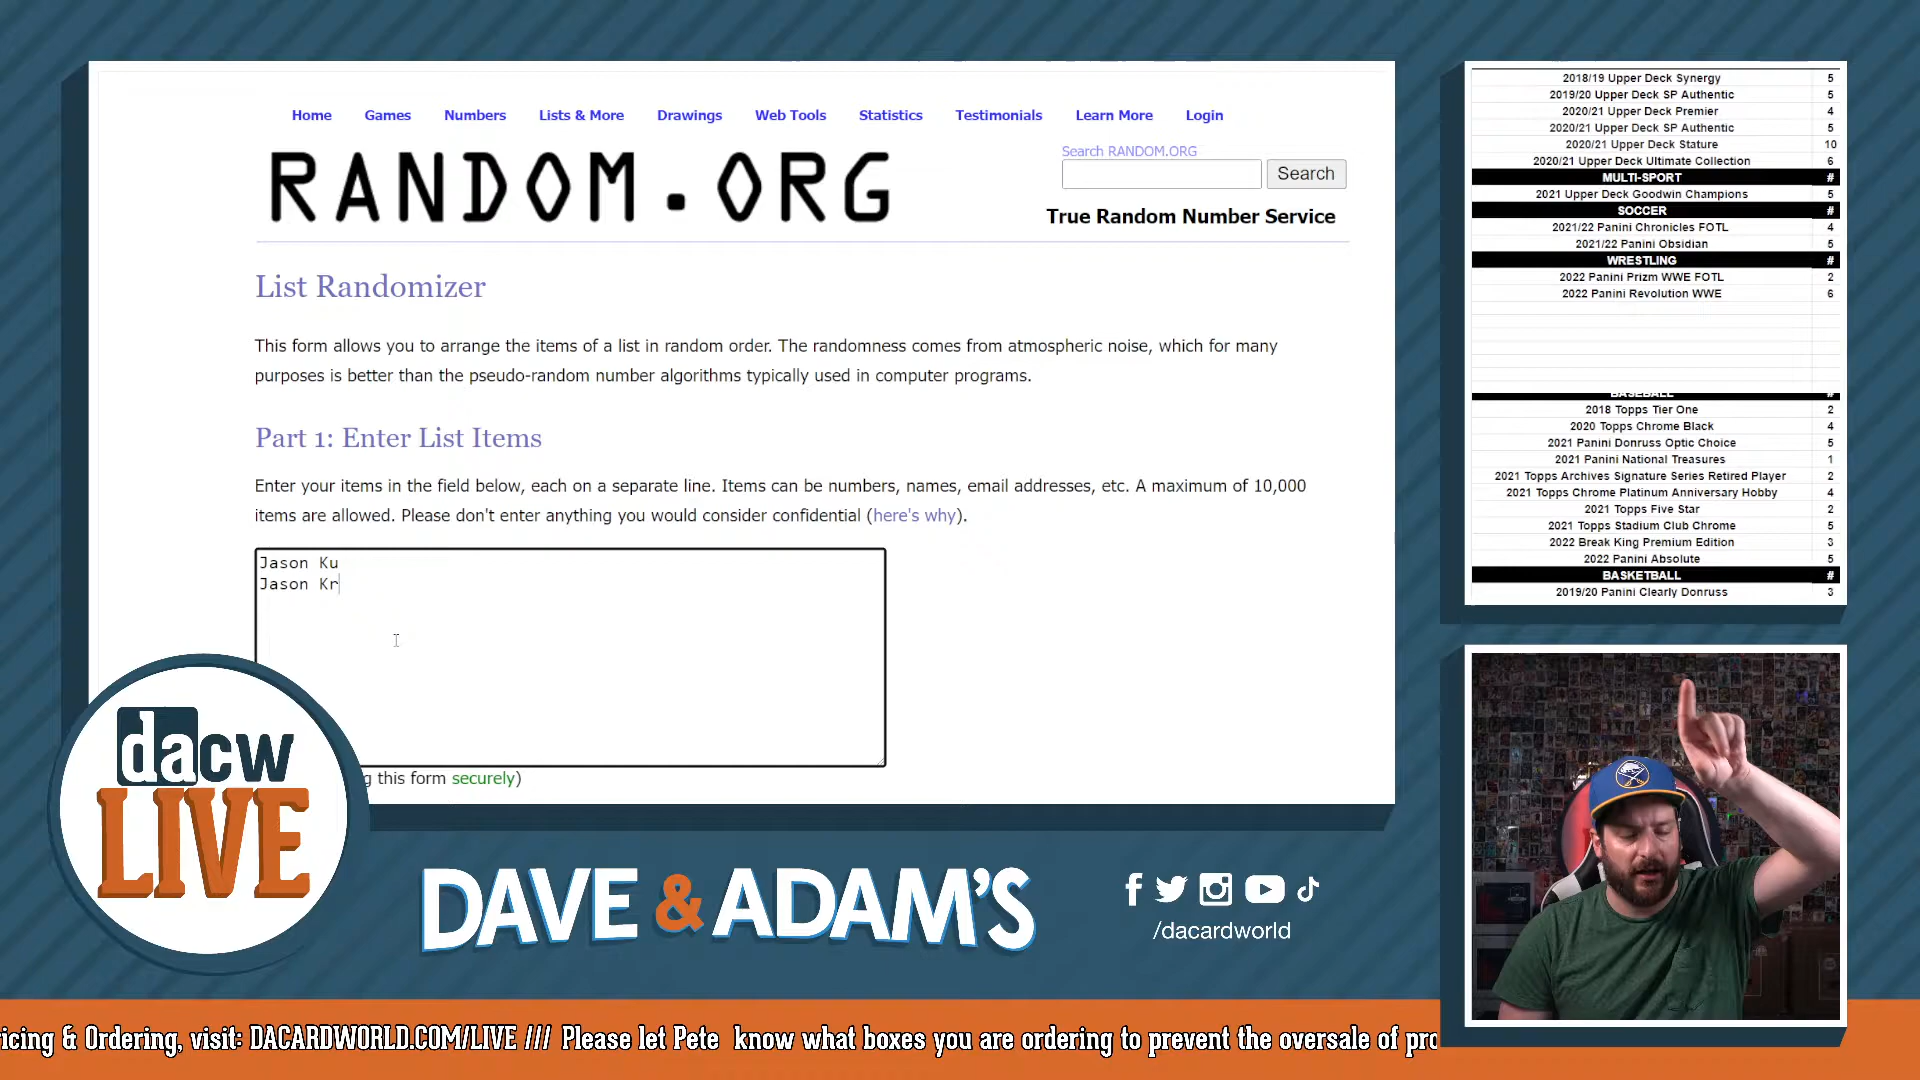 Home Games Numbers Lists & More Drawings Web Tools Statistics Testimonials Learn More Login
RANDOM.ORG
Search RANDOM.ORG
Search
True Random Number Service
List Randomizer
This form allows you to arrange the items of a list in random order. The randomness comes from atmospheric noise, which for many
purposes is better than the pseudo-random number algorithms typically used in computer programs.
Part 1: Enter List Items
Enter your items in the field below, each on a separate line. Items can be numbers, names, email addresses, etc. A maximum of 10,000
items are allowed. Please don't enter anything you would consider confidential (here's why).
Jason Ku
Jason Kr
g this form securely)
2018/19 Upper Deck Synergy 5
2019/20 Upper Deck SP Authentic 5
2020/21 Upper Deck Premier 4
2020/21 Upper Deck SP Authentic 5
2020/21 Upper Deck Stature 10
2020/21 Upper Deck Ultimate Collection 6
MULTI-SPORT #
2021 Upper Deck Goodwin Champions 5
SOCCER #
2021/22 Panini Chronicles FOTL 4
2021/22 Panini Obsidian 5
WRESTLING #
2022 Panini Prizm WWE FOTL 2
2022 Panini Revolution WWE 6
BASEBALL #
2018 Topps Tier One 2
2020 Topps Chrome Black 4
2021 Panini Donruss Optic Choice 5
2021 Panini National Treasures 1
2021 Topps Archives Signature Series Retired Player 2
2021 Topps Chrome Platinum Anniversary Hobby 4
2021 Topps Five Star 2
2021 Topps Stadium Club Chrome 5
2022 Break King Premium Edition 3
2022 Panini Absolute 5
BASKETBALL #
2019/20 Panini Clearly Donruss 3
dacw
LIVE
DAVE & ADAM'S
/dacardworld
icing & Ordering, visit: DACARDWORLD.COM/LIVE /// Please let Pete know what boxes you are ordering to prevent the oversale of pro